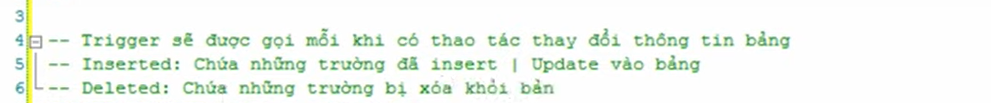 3
4 -- Trigger sẽ được gọi mỗi khi có thao tác thay đổi thông tin bảng
5 -- Inserted: Chứa những trường đã insert | Update vào bảng
6 -- Deleted: Chứa những trường bị xóa khỏi bản